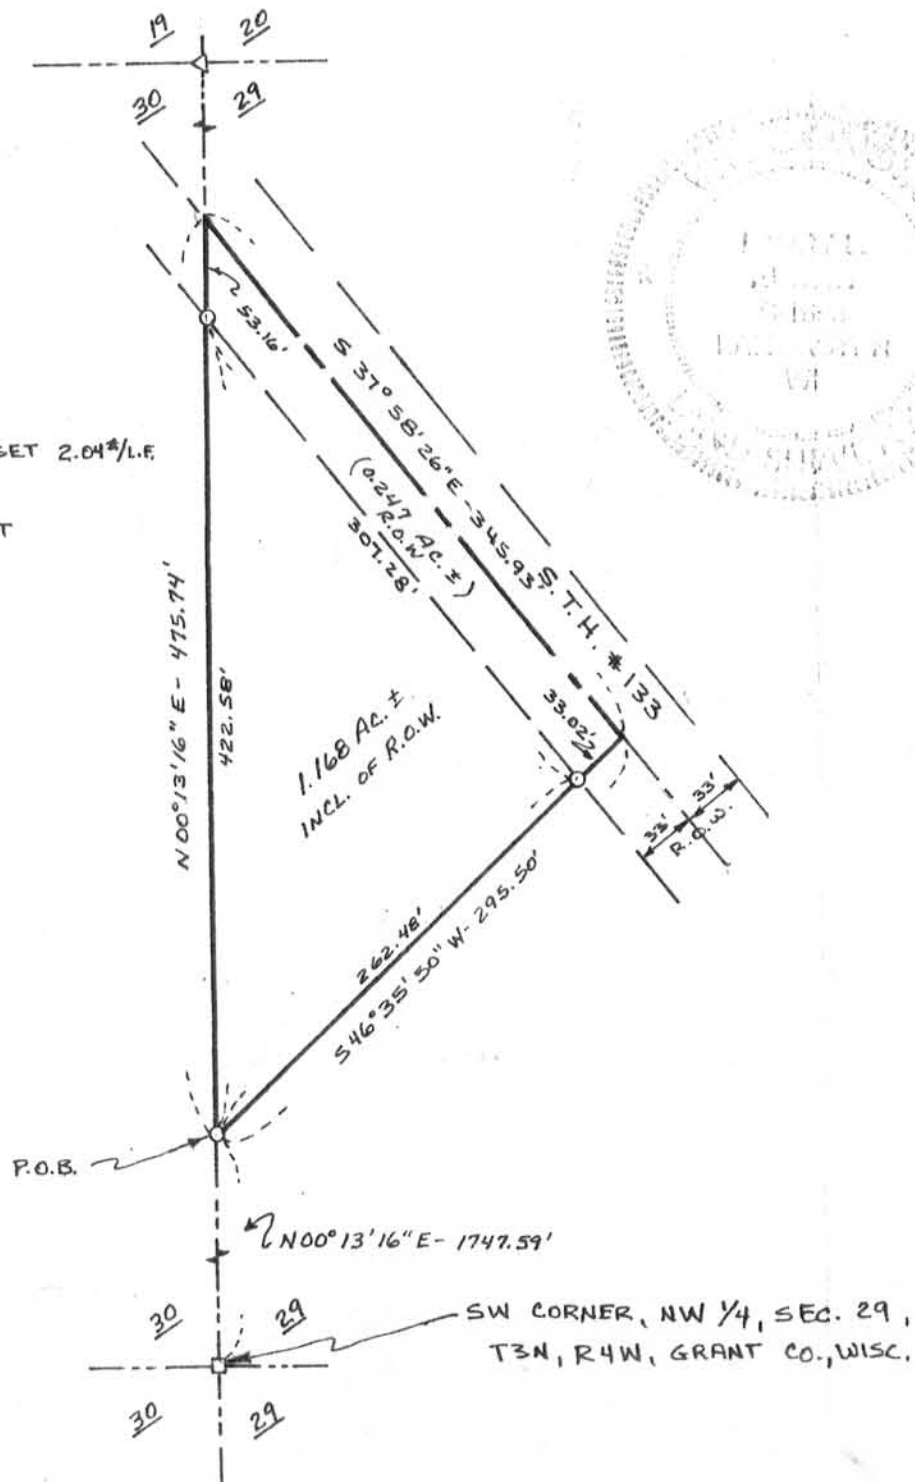 19
20
30
29
53.16'
S 37° 58' 26" E - 345.93'
SET 2.04#/L.F.
T
(0.247 AC. ±)
R.O.W.
307.28'
S. T. H. # 133
N 00° 13' 16" E - 475.74'
422.58'
1.168 AC. ±
INCL. OF R.O.W.
33.02'
33'
33'
R.O.W.
262.48'
S 46° 35' 50" W - 295.50'
P.O.B.
N 00° 13' 16" E - 1747.59'
30
29
SW CORNER, NW 1/4, SEC. 29,
T3N, R4W, GRANT CO., WISC.
30
29